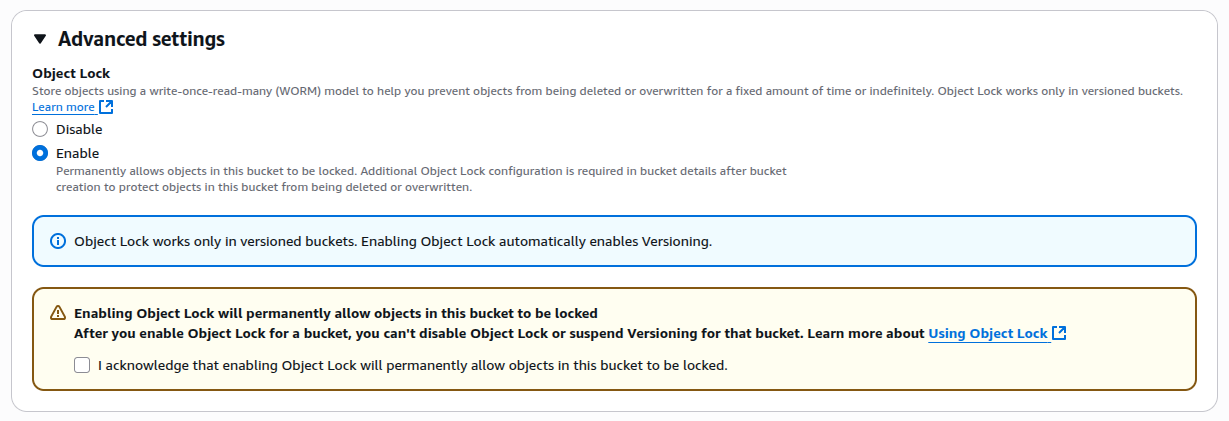 Advanced settings
Object Lock
Store objects using a write-once-read-many (WORM) model to help you prevent objects from being deleted or overwritten for a fixed amount of time or indefinitely. Object Lock works only in versioned buckets.
Learn more
Disable
Enable
Permanently allows objects in this bucket to be locked. Additional Object Lock configuration is required in bucket details after bucket
creation to protect objects in this bucket from being deleted or overwritten.
Object Lock works only in versioned buckets. Enabling Object Lock automatically enables Versioning.
Enabling Object Lock will permanently allow objects in this bucket to be locked
After you enable Object Lock for a bucket, you can't disable Object Lock or suspend Versioning for that bucket. Learn more about Using Object Lock
I acknowledge that enabling Object Lock will permanently allow objects in this bucket to be locked.